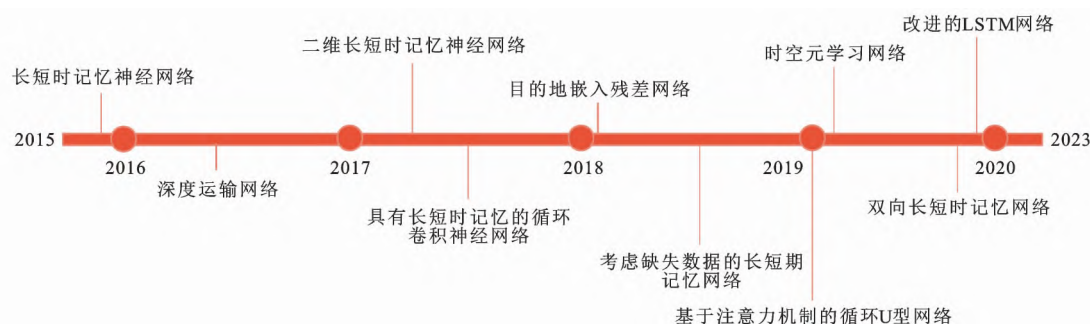 改进的LSTM网络
二维长短时记忆神经网络
时空元学习网络
长短时记忆神经网络
目的地嵌入残差网络
2015
2023
2016
2017
2018
2019
2020
深度运输网络
双向长短时记忆网络
具有长短时记忆的循环
卷积神经网络
考虑缺失数据的长短期
记忆网络
基于注意力机制的循环U型网络